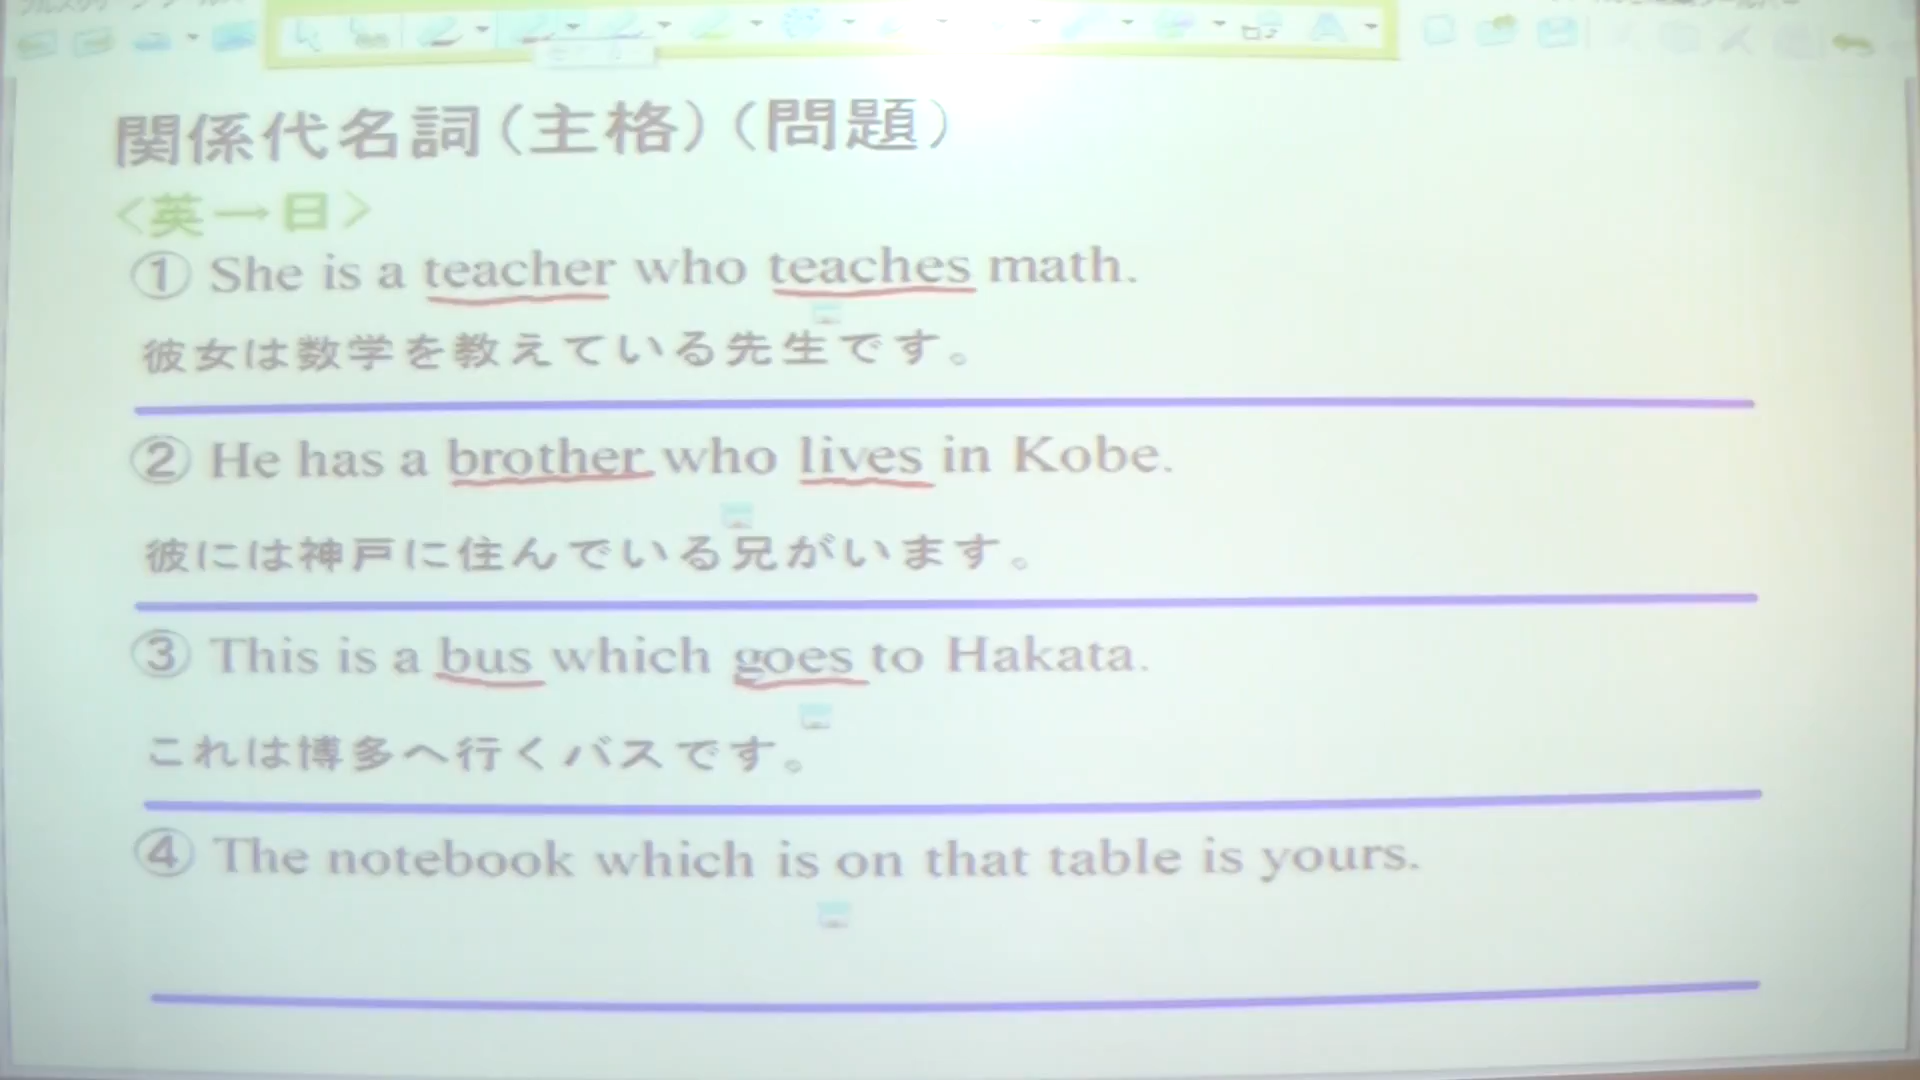 関係代名詞(主格)(問題)
<英→日>
① She is a teacher who teaches math.
彼女は数学を教えている先生です。
② He has a brother who lives in Kobe.
彼には神戸に住んでいる兄がいます。
③ This is a bus which goes to Hakata.
これは博多へ行くバスです。
④ The notebook which is on that table is yours.